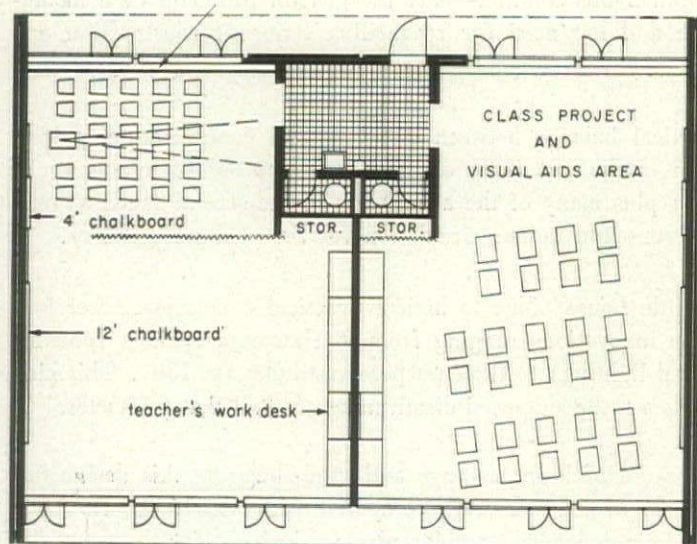 CLASS PROJECT
AND
VISUAL AIDS AREA
4' chalkboard
STOR.
STOR.
12' chalkboard
teacher's work desk